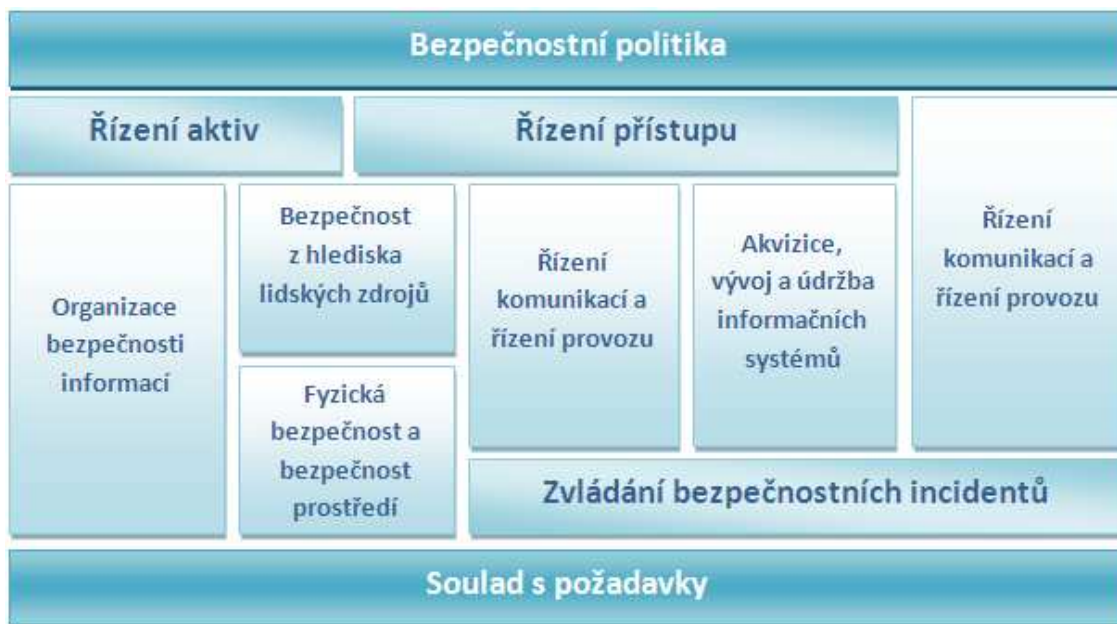 Bezpečnostní politika
Řízení aktiv
Řízení přístupu
Organizace
bezpečnosti
informací
Bezpečnost
z hlediska
lidských zdrojů
Fyzická
bezpečnost a
bezpečnost
prostředí
Řízení
komunikací a
řízení provozu
Akvizice,
vývoj a údržba
informačních
systémů
Řízení
komunikací a
řízení provozu
Zvládání bezpečnostních incidentů
Soulad s požadavky